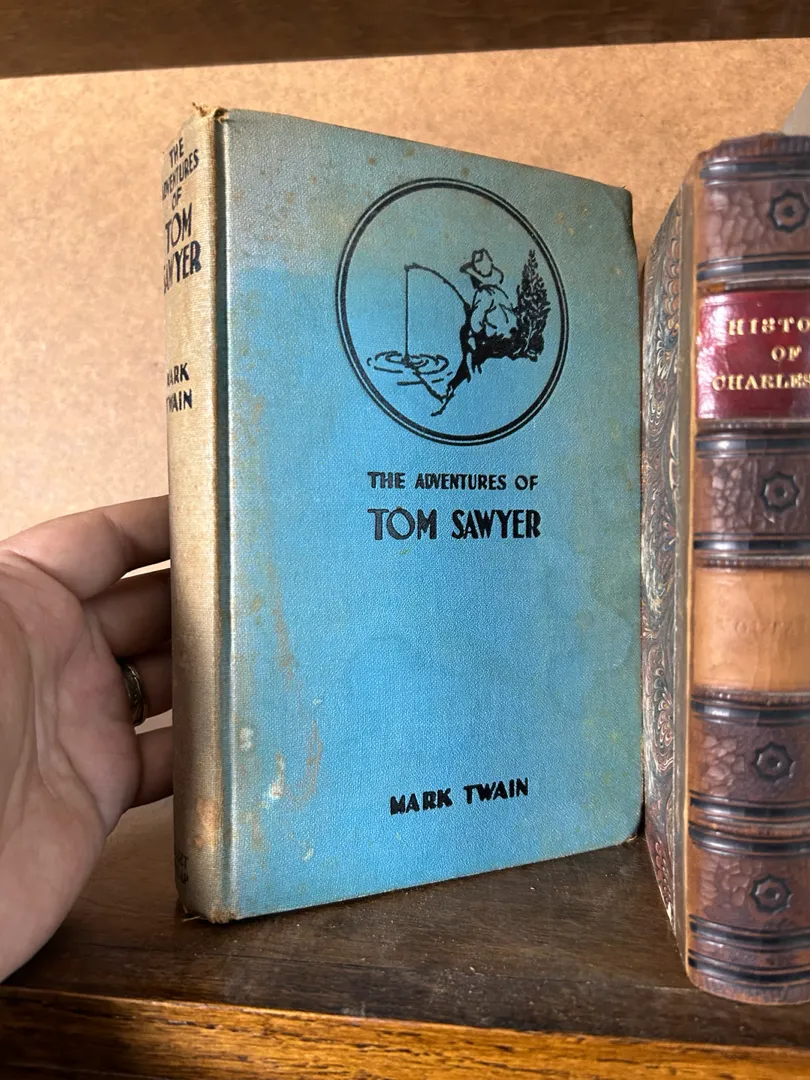 THE
ADVENTURES
OF
TOM
SAWYER
MARK
TWAIN
THE ADVENTURES OF
TOM SAWYER
MARK TWAIN
HISTO
OF
CHARLES